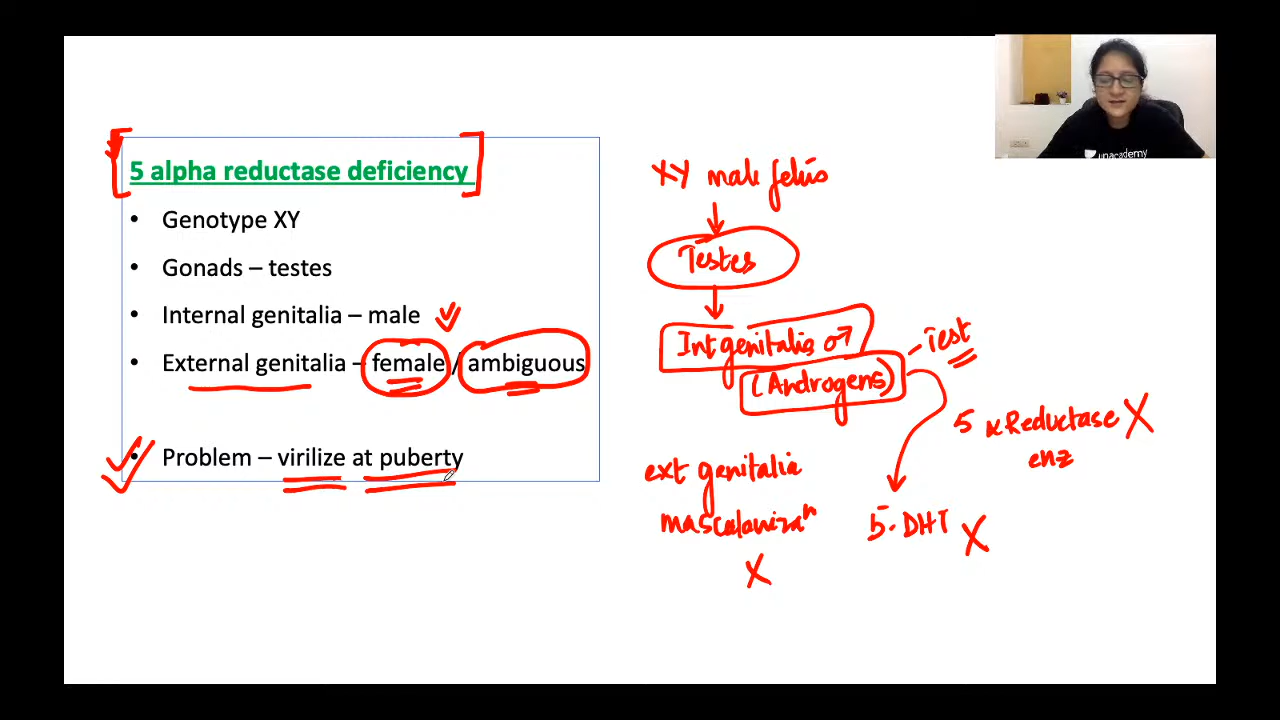 5 alpha reductase deficiency
• Genotype XY
• Gonads – testes
• Internal genitalia – male
• External genitalia – female / ambiguous
• Problem – virilize at puberty
XY male fetus
Testes
Int genitalia ♂
(Androgens)
- Test
5 α Reductase X
enz
5-DHT X
ext genitalia
masculanizaⁿ
X
unacademy